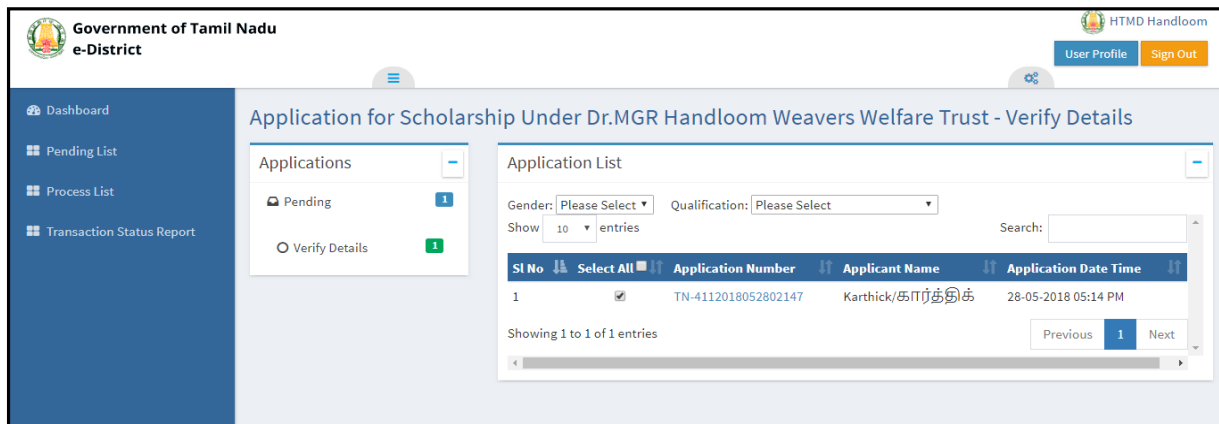 Government of Tamil Nadu
e-District
HTMD Handloom
User Profile
Sign Out
Dashboard
Pending List
Process List
Transaction Status Report
Application for Scholarship Under Dr.MGR Handloom Weavers Welfare Trust - Verify Details
Applications
Pending 1
Verify Details 1
Application List
Gender: Please Select Qualification: Please Select
Show 10 entries Search:
Sl No Select All Application Number Applicant Name Application Date Time
1 TN-4112018052802147 Karthick/கார்த்திக் 28-05-2018 05:14 PM
Showing 1 to 1 of 1 entries
Previous 1 Next